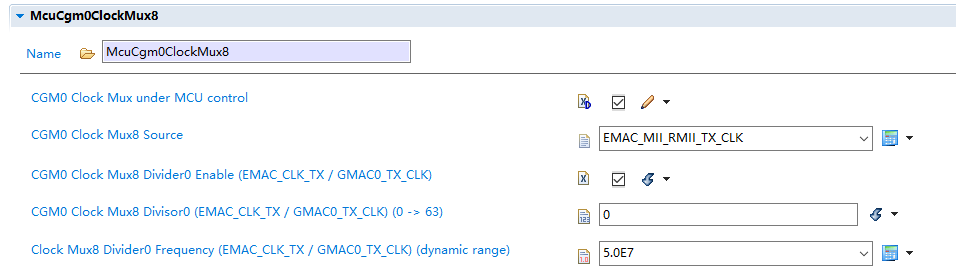 McuCgm0ClockMux8
Name McuCgm0ClockMux8
CGM0 Clock Mux under MCU control
CGM0 Clock Mux8 Source EMAC_MII_RMII_TX_CLK
CGM0 Clock Mux8 Divider0 Enable (EMAC_CLK_TX / GMAC0_TX_CLK)
CGM0 Clock Mux8 Divisor0 (EMAC_CLK_TX / GMAC0_TX_CLK) (0 -> 63) 0
Clock Mux8 Divider0 Frequency (EMAC_CLK_TX / GMAC0_TX_CLK) (dynamic range) 5.0E7